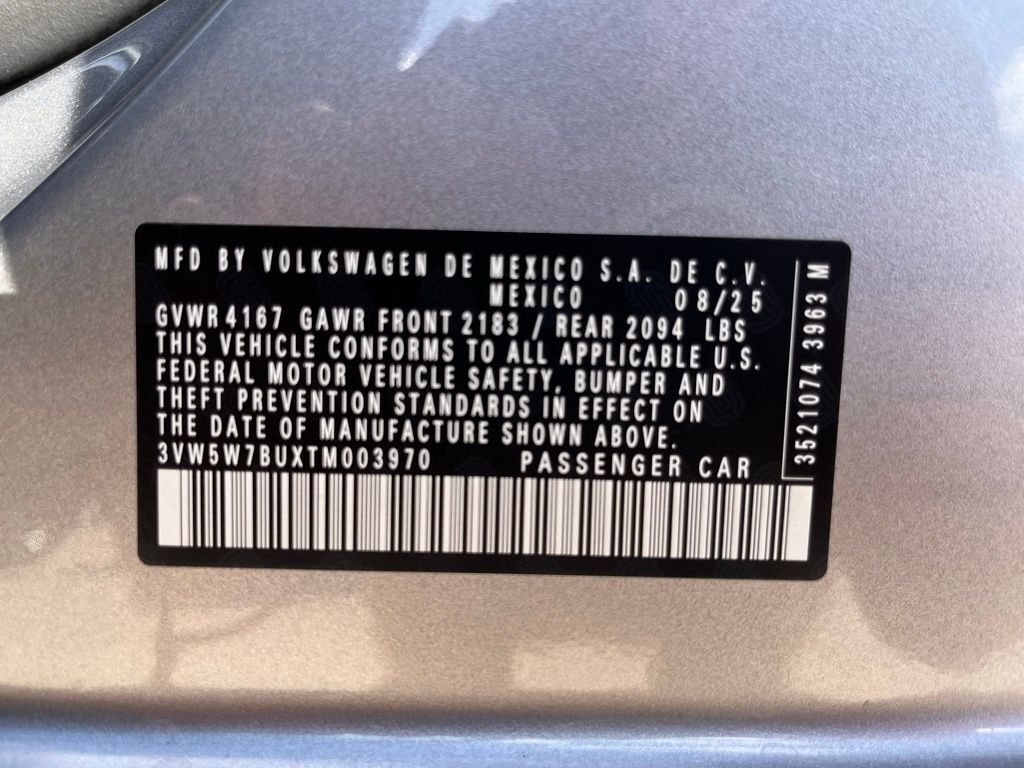 MFD BY VOLKSWAGEN DE MEXICO S.A. DE C.V.
MEXICO 08/25
GVWR 4167 GAWR FRONT 2183 / REAR 2094 LBS
THIS VEHICLE CONFORMS TO ALL APPLICABLE U.S.
FEDERAL MOTOR VEHICLE SAFETY, BUMPER AND
THEFT PREVENTION STANDARDS IN EFFECT ON
THE DATE OF MANUFACTURE SHOWN ABOVE.
3VW5W7BUXTM003970 PASSENGER CAR
3521074 3963 M